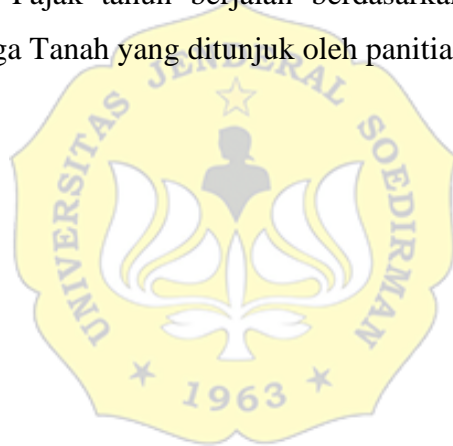 Pajak tahun berjalan berdasarkan
ga Tanah yang ditunjuk oleh panitia
UNIVERSITAS JENDERAL SOEDIRMAN
★ 1963 ★